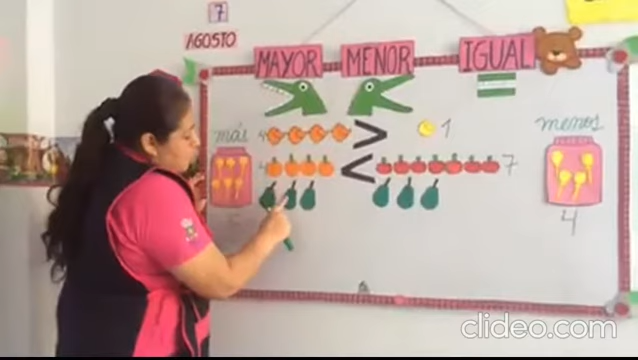 7
AGOSTO
MAYOR MENOR IGUAL
más
menos
4 > 1
4 < 7
4
clideo.com